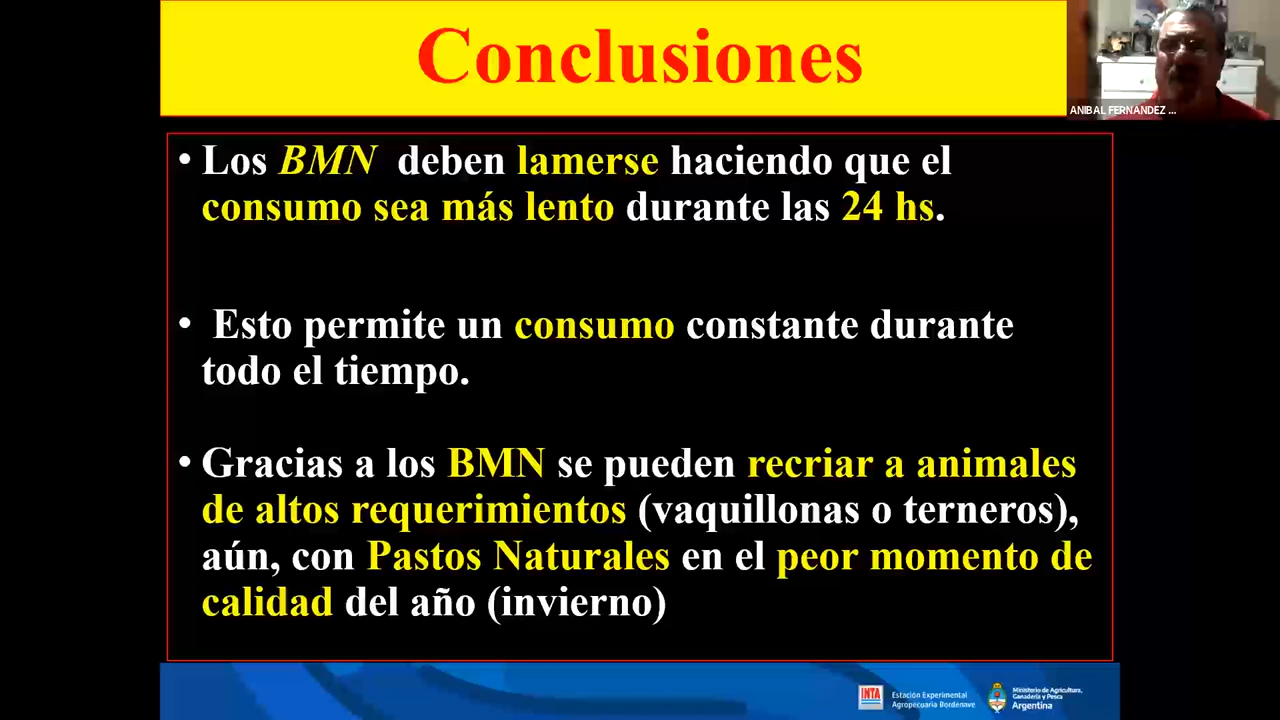 Conclusiones
ANIBAL FERNANDEZ ...
• Los BMN deben lamerse haciendo que el
consumo sea más lento durante las 24 hs.
• Esto permite un consumo constante durante
todo el tiempo.
• Gracias a los BMN se pueden recriar a animales
de altos requerimientos (vaquillonas o terneros),
aún, con Pastos Naturales en el peor momento de
calidad del año (invierno)
INTA
Estación Experimental
Agropecuaria Bordenave
Ministerio de Agricultura,
Ganadería y Pesca
Argentina